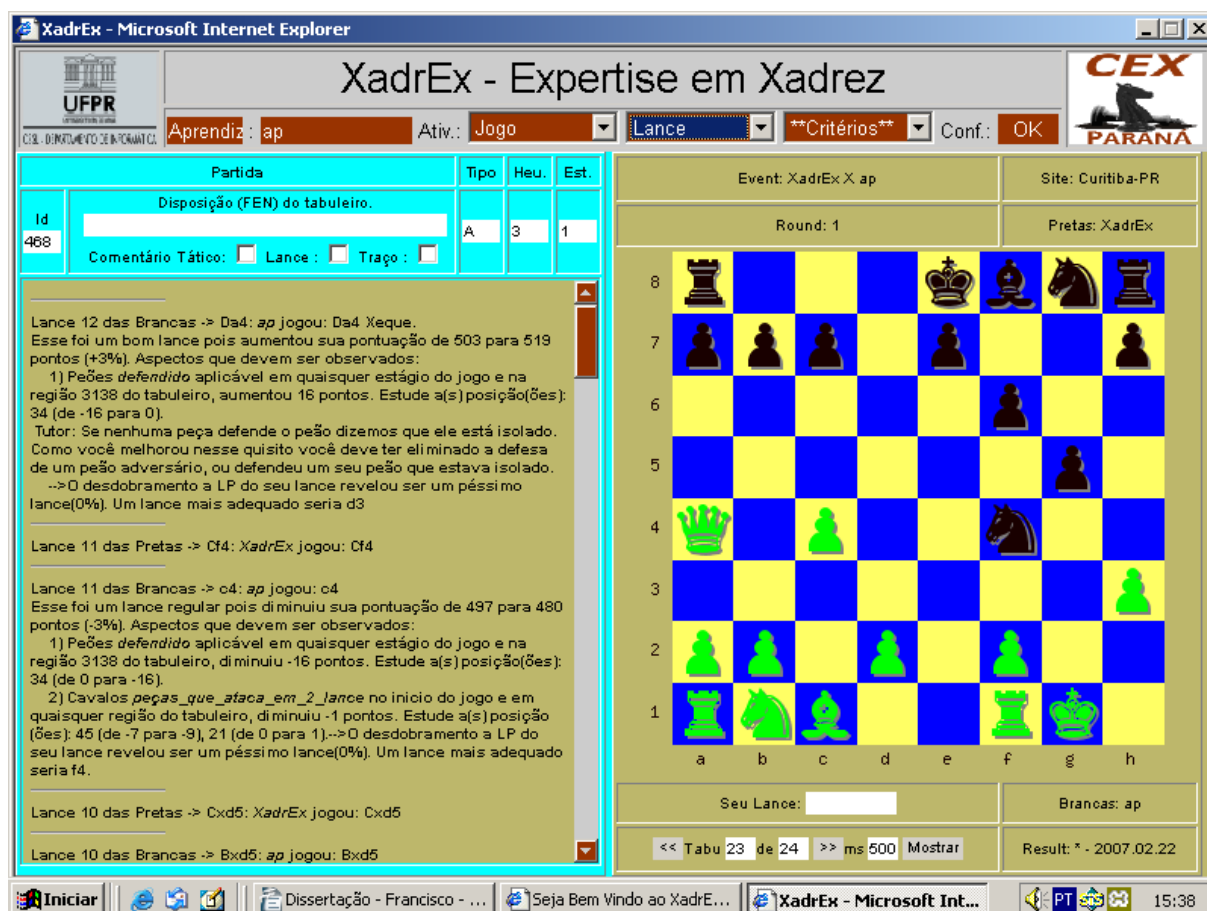 XadrEx - Microsoft Internet Explorer
UFPR
XadrEx - Expertise em Xadrez
CEX
PARANÁ
Aprendiz : ap Ativ.: Jogo Lance **Critérios** Conf.: OK
Partida Tipo Heu. Est.
Id Disposição (FEN) do tabuleiro.
468 A 3 1
Comentário Tático: Lance : Traço :
Lance 12 das Brancas -> Da4: ap jogou: Da4 Xeque.
Esse foi um bom lance pois aumentou sua pontuação de 503 para 519
pontos (+3%). Aspectos que devem ser observados:
1) Peões defendido aplicável em quaisquer estágio do jogo e na
região 3138 do tabuleiro, aumentou 16 pontos. Estude a(s) posição(ões):
34 (de -16 para 0).
Tutor: Se nenhuma peça defende o peão dizemos que ele está isolado.
Como você melhorou nesse quisito você deve ter eliminado a defesa
de um peão adversário, ou defendeu um seu peão que estava isolado.
-->O desdobramento a LP do seu lance revelou ser um péssimo
lance(0%). Um lance mais adequado seria d3
Lance 11 das Pretas -> Cf4: XadrEx jogou: Cf4
Lance 11 das Brancas -> c4: ap jogou: c4
Esse foi um lance regular pois diminuiu sua pontuação de 497 para 480
pontos (-3%). Aspectos que devem ser observados:
1) Peões defendido aplicável em quaisquer estágio do jogo e na
região 3138 do tabuleiro, diminuiu -16 pontos. Estude a(s) posição(ões):
34 (de 0 para -16).
2) Cavalos peças_que_ataca_em_2_lance no inicio do jogo e em
quaisquer região do tabuleiro, diminuiu -1 pontos. Estude a(s) posição
(ões): 45 (de -7 para -9), 21 (de 0 para 1).-->O desdobramento a LP do
seu lance revelou ser um péssimo lance(0%). Um lance mais adequado
seria f4.
Lance 10 das Pretas -> Cxd5: XadrEx jogou: Cxd5
Lance 10 das Brancas -> Bxd5: ap jogou: Bxd5
Event: XadrEx X ap Site: Curitiba-PR
Round: 1 Pretas: XadrEx
8
7
6
5
4
3
2
1
a b c d e f g h
Seu Lance: Brancas: ap
<< Tabu 23 de 24 >> ms 500 Mostrar Result: * - 2007.02.22
Iniciar Dissertação - Francisco - ... Seja Bem Vindo ao XadrE... XadrEx - Microsoft Int... PT 15:38